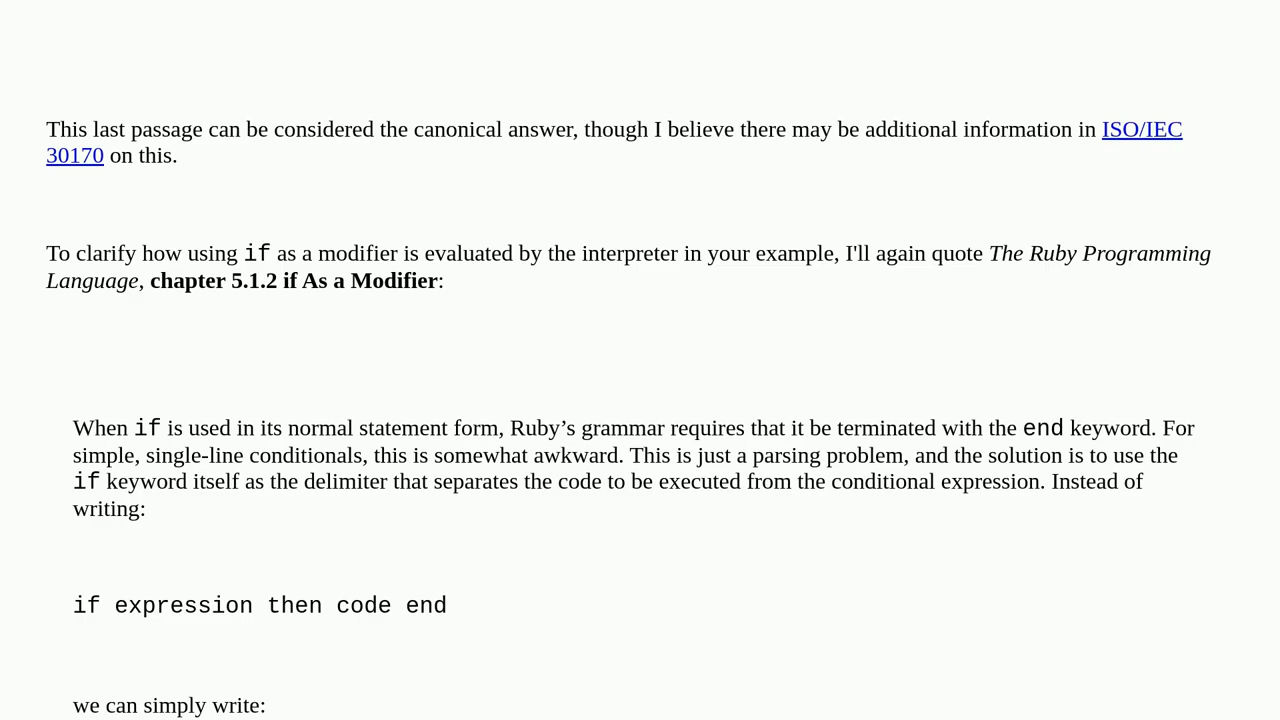 This last passage can be considered the canonical answer, though I believe there may be additional information in ISO/IEC
30170 on this.
To clarify how using if as a modifier is evaluated by the interpreter in your example, I'll again quote The Ruby Programming
Language, chapter 5.1.2 if As a Modifier:
When if is used in its normal statement form, Ruby’s grammar requires that it be terminated with the end keyword. For
simple, single-line conditionals, this is somewhat awkward. This is just a parsing problem, and the solution is to use the
if keyword itself as the delimiter that separates the code to be executed from the conditional expression. Instead of
writing:
if expression then code end
we can simply write: